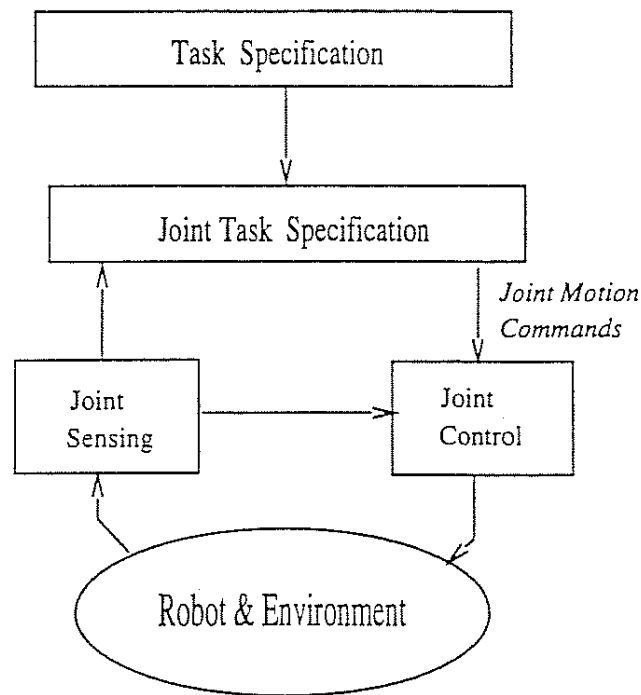 Task Specification
Joint Task Specification
Joint Motion
Commands
Joint
Sensing
Joint
Control
Robot & Environment